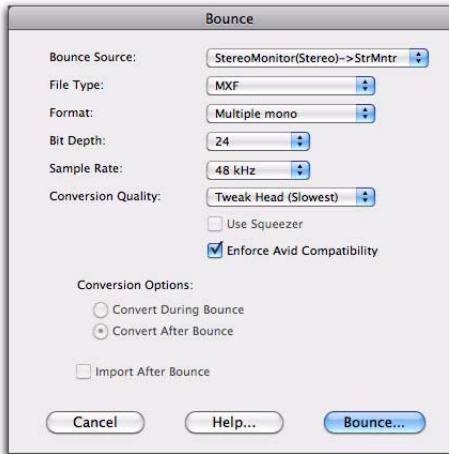 Bounce
Bounce Source: StereoMonitor(Stereo)->StrMntr
File Type: MXF
Format: Multiple mono
Bit Depth: 24
Sample Rate: 48 kHz
Conversion Quality: Tweak Head (Slowest)
Use Squeezer
Enforce Avid Compatibility
Conversion Options:
Convert During Bounce
Convert After Bounce
Import After Bounce
Cancel Help... Bounce...